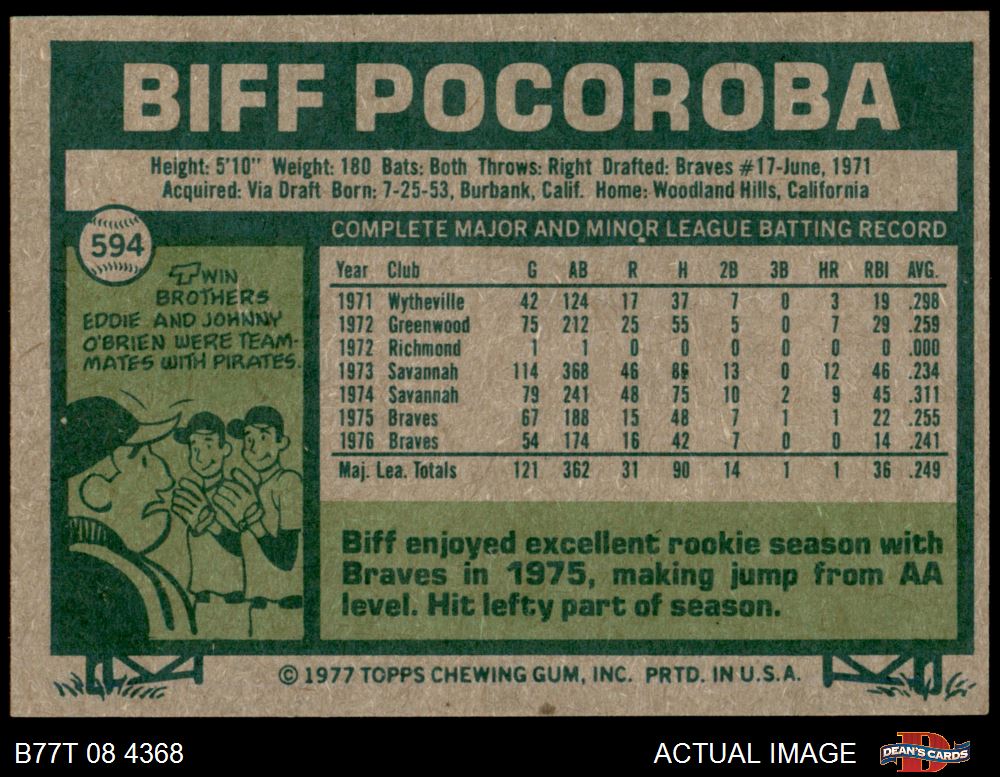 BIFF POCOROBA
Height: 5'10" Weight: 180 Bats: Both Throws: Right Drafted: Braves #17-June, 1971
Acquired: Via Draft Born: 7-25-53, Burbank, Calif. Home: Woodland Hills, California
594
TWIN
BROTHERS
EDDIE AND JOHNNY
O'BRIEN WERE TEAM-
MATES WITH PIRATES.
COMPLETE MAJOR AND MINOR LEAGUE BATTING RECORD
Year Club G AB R H 2B 3B HR RBI AVG.
1971 Wytheville 42 124 17 37 7 0 3 19 .298
1972 Greenwood 75 212 25 55 5 0 7 29 .259
1972 Richmond 1 1 0 0 0 0 0 0 .000
1973 Savannah 114 368 46 86 13 0 12 46 .234
1974 Savannah 79 241 48 75 10 2 9 45 .311
1975 Braves 67 188 15 48 7 1 1 22 .255
1976 Braves 54 174 16 42 7 0 0 14 .241
Maj. Lea. Totals 121 362 31 90 14 1 1 36 .249
Biff enjoyed excellent rookie season with
Braves in 1975, making jump from AA
level. Hit lefty part of season.
© 1977 TOPPS CHEWING GUM, INC. PRTD. IN U.S.A.
B77T 08 4368
ACTUAL IMAGE
DEAN'S CARDS